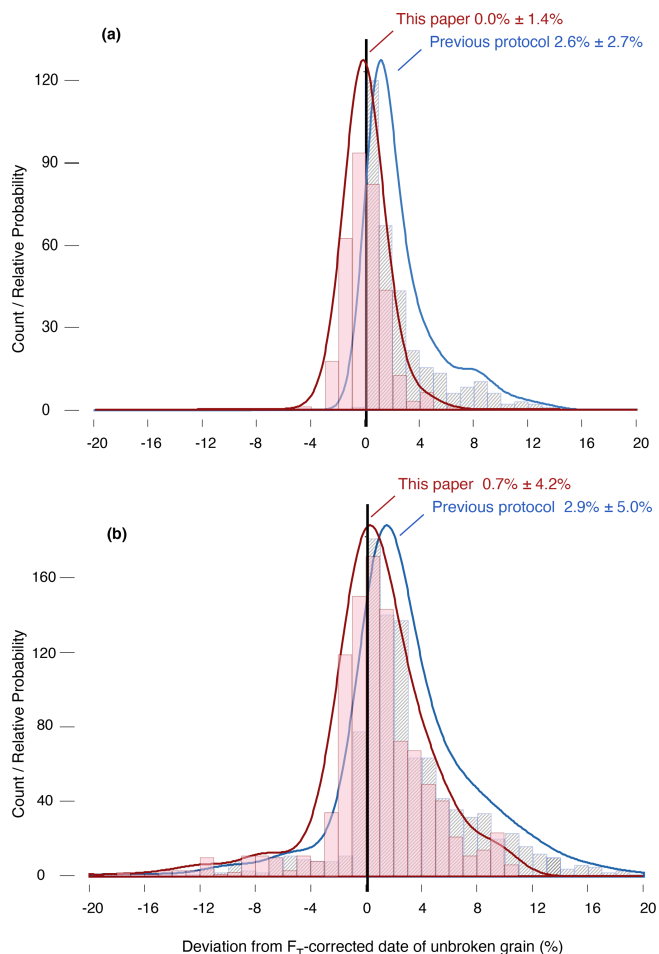 This paper 0.0% ± 1.4%
(a)
Previous protocol 2.6% ± 2.7%
120
90
60
30
0
Count / Relative Probability
-20 -16 -12 -8 -4 0 4 8 12 16 20
This paper 0.7% ± 4.2%
Previous protocol 2.9% ± 5.0%
(b)
160
120
80
40
0
Count / Relative Probability
-20 -16 -12 -8 -4 0 4 8 12 16 20
Deviation from F_T-corrected date of unbroken grain (%)